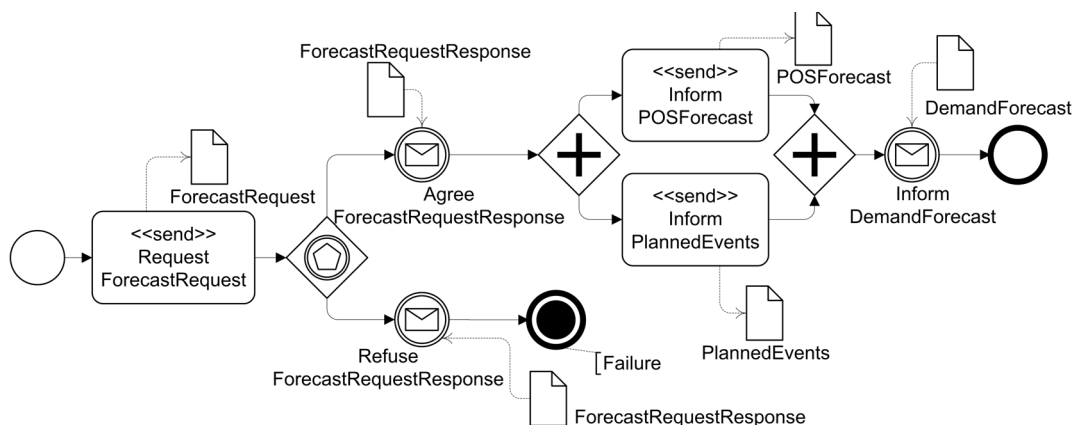 ForecastRequestResponse
<<send>>
Inform
POSForecast
POSForecast
DemandForecast
ForecastRequest
Agree
ForecastRequestResponse
<<send>>
Inform
PlannedEvents
Inform
DemandForecast
<<send>>
Request
ForecastRequest
Refuse
ForecastRequestResponse
Failure
PlannedEvents
ForecastRequestResponse